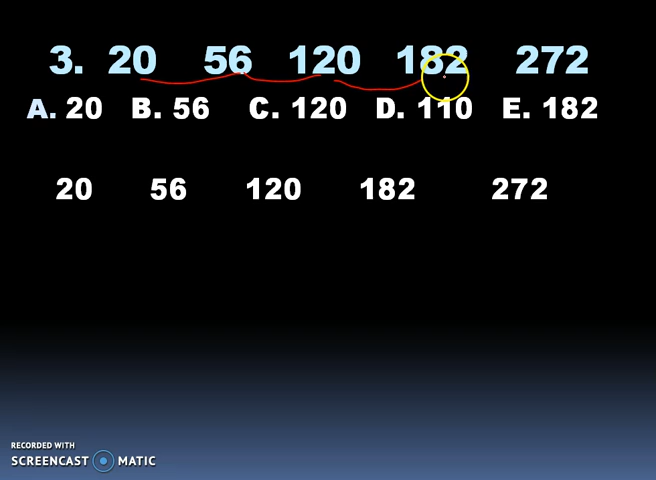 3. 20 56 120 182 272
A. 20 B. 56 C. 120 D. 110 E. 182
20 56 120 182 272
RECORDED WITH
SCREENCAST MATIC